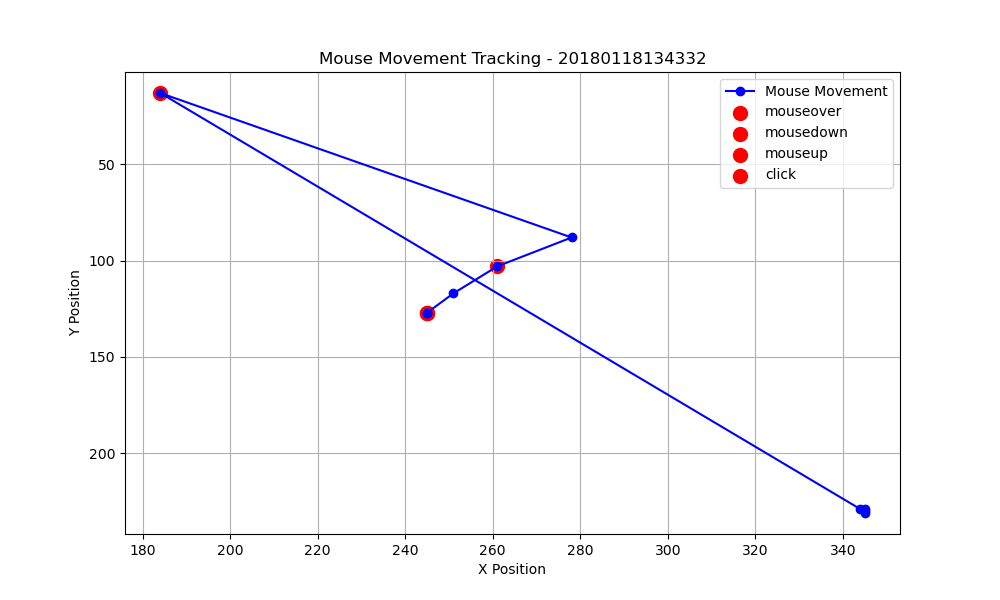 Mouse Movement Tracking - 20180118134332
Mouse Movement
mouseover
mousedown
mouseup
click
50
100
150
200
Y Position
180 200 220 240 260 280 300 320 340
X Position